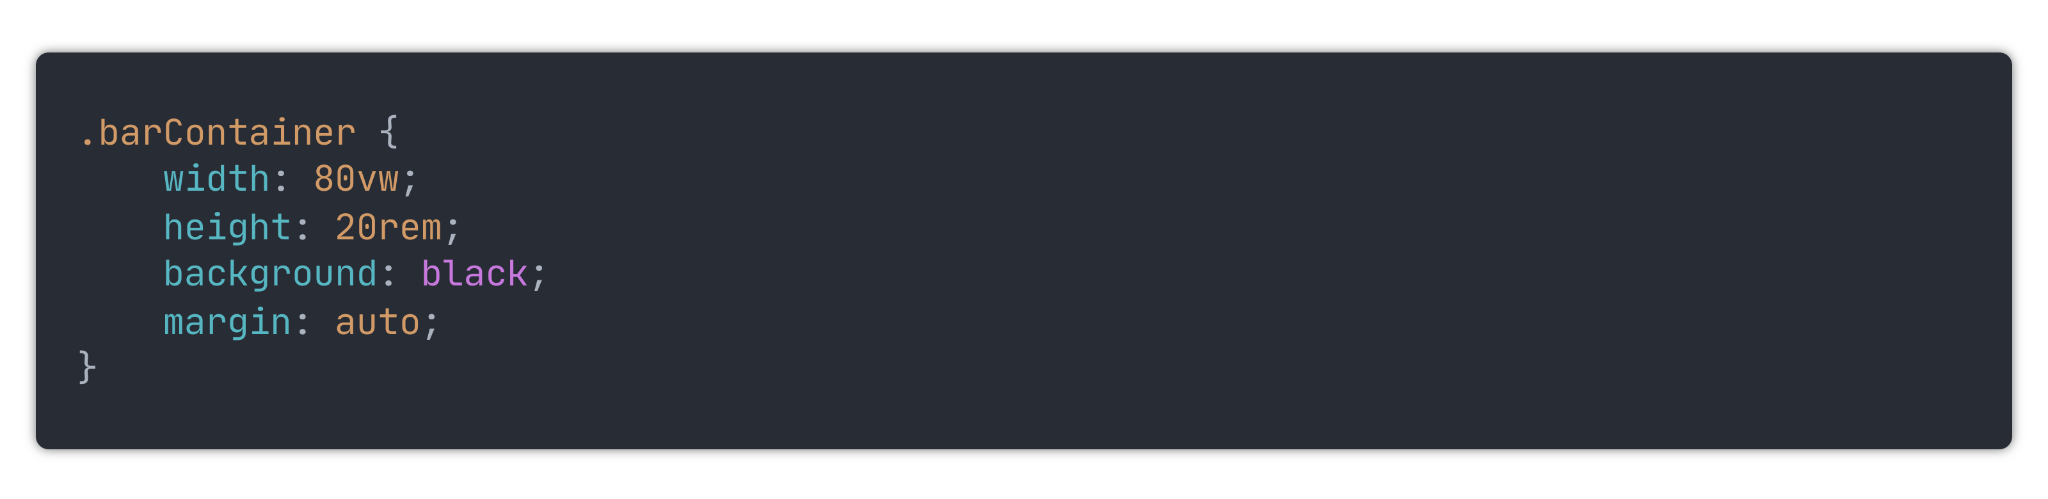 .barContainer {
    width: 80vw;
    height: 20rem;
    background: black;
    margin: auto;
}